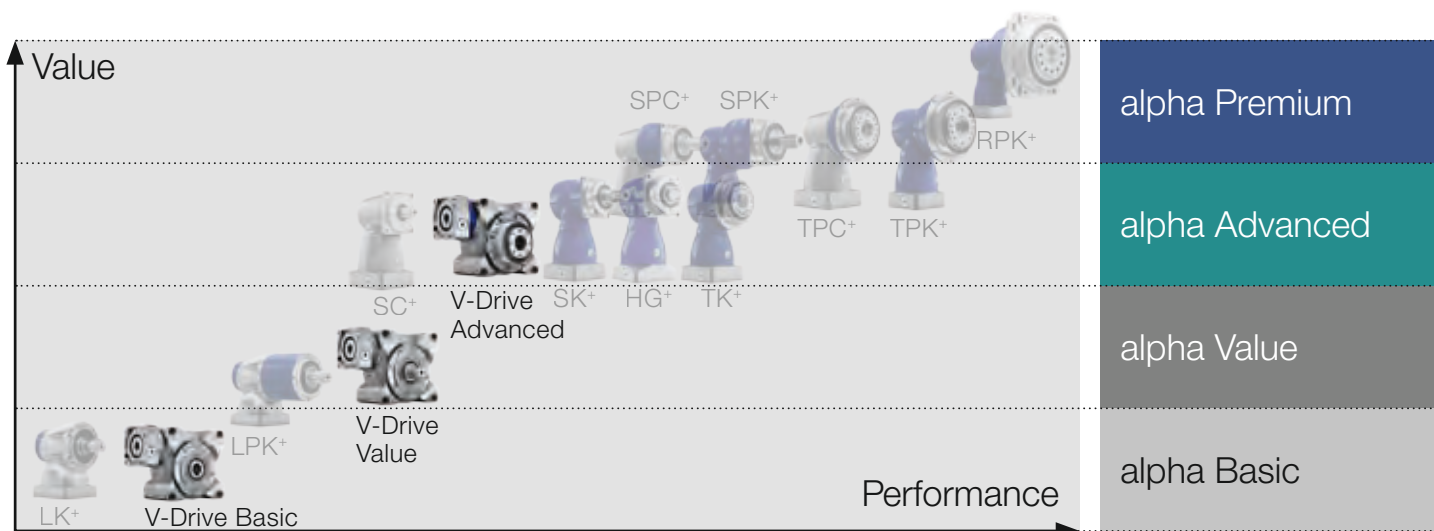 Value
SPC⁺
SPK⁺
RPK⁺
alpha Premium
TPC⁺
TPK⁺
alpha Advanced
SC⁺
V-Drive
Advanced
SK⁺
HG⁺
TK⁺
alpha Value
V-Drive
Value
LPK⁺
alpha Basic
LK⁺
V-Drive Basic
Performance